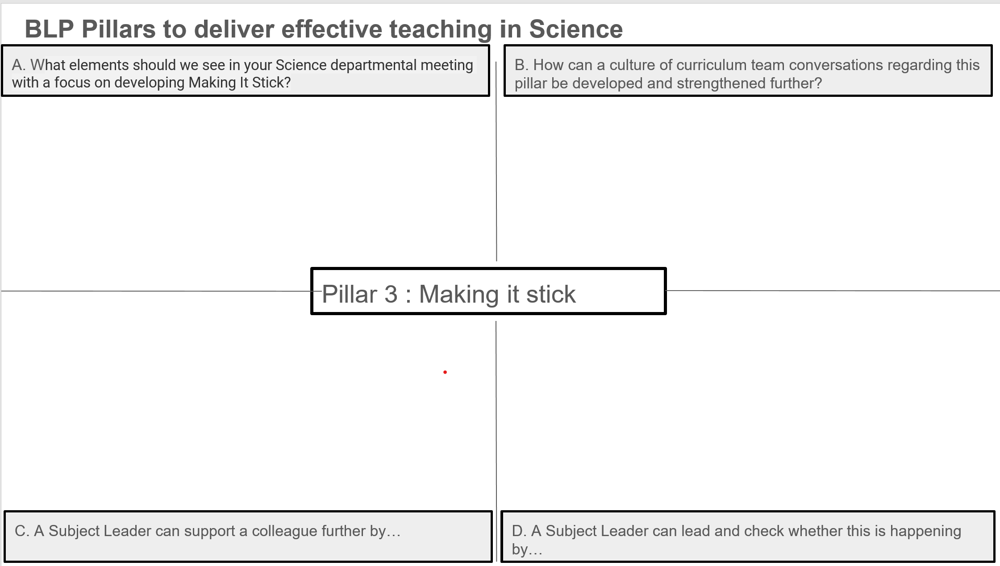 BLP Pillars to deliver effective teaching in Science
A. What elements should we see in your Science departmental meeting
with a focus on developing Making It Stick?
B. How can a culture of curriculum team conversations regarding this
pillar be developed and strengthened further?
Pillar 3 : Making it stick
C. A Subject Leader can support a colleague further by…
D. A Subject Leader can lead and check whether this is happening
by…